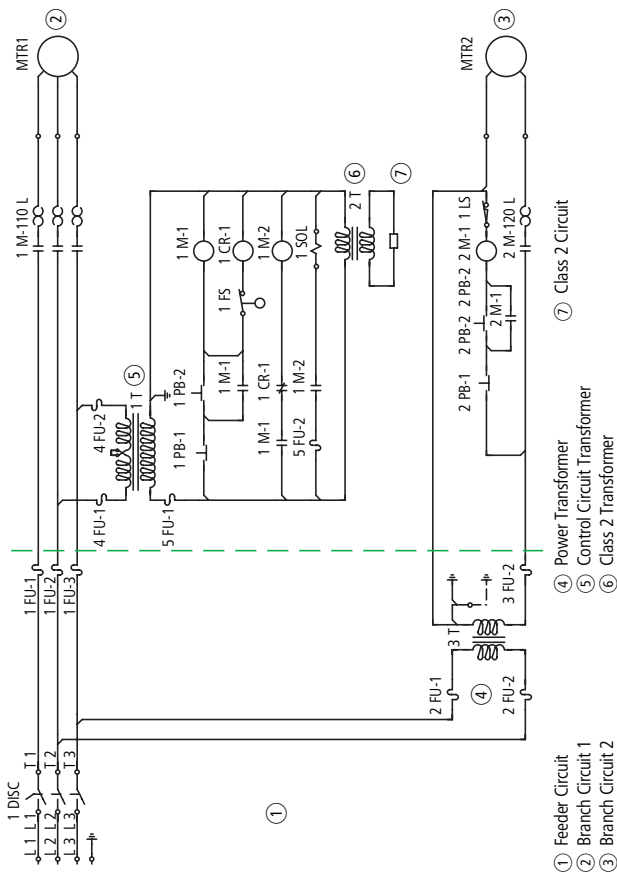 1 DISC
L 1 L 1 T 1
L 2 L 2 T 2
L 3 L 3 T 3
1 FU-1
1 FU-2
1 FU-3
1 M-110 L
MTR1
2
4 FU-1
4 FU-2
1 T 5
5 FU-1
1 PB-1
1 PB-2
1 M-1
1 M-1
1 FS
1 CR-1
1 M-1
1 CR-1
1 M-2
5 FU-2
1 M-2
1 SOL
2 T 6
7
1
2 FU-1
3 T
4
2 FU-2
3 FU-2
2 PB-1
2 PB-2
2 PB-2
2 M-1
2 M-1
1 LS
2 M-120 L
MTR2
3
1 Feeder Circuit
2 Branch Circuit 1
3 Branch Circuit 2
4 Power Transformer
5 Control Circuit Transformer
6 Class 2 Transformer
7 Class 2 Circuit